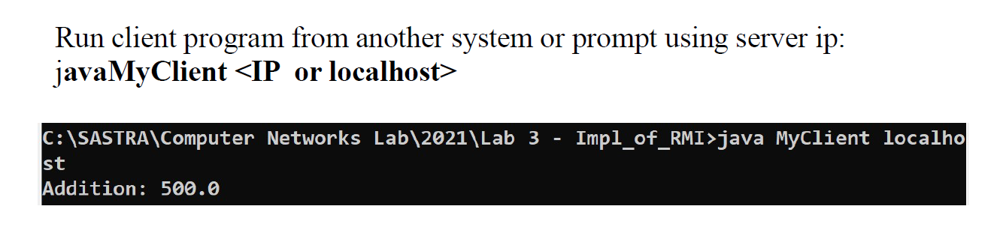 Run client program from another system or prompt using server ip:
javaMyClient <IP or localhost>
C:\SASTRA\Computer Networks Lab\2021\Lab 3 - Impl_of_RMI>java MyClient localho
st
Addition: 500.0